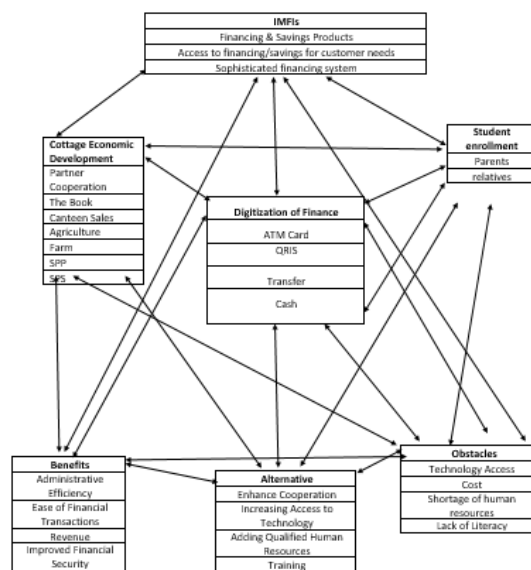 IMFIs
Financing & Savings Products
Access to financing/savings for customer needs
Sophisticated financing system
Cottage Economic
Development
Partner
Cooperation
The Book
Canteen Sales
Agriculture
Farm
SPP
SPS
Student
enrollment
Parents
relatives
Digitization of Finance
ATM Card
QRIS
Transfer
Cash
Benefits
Administrative
Efficiency
Ease of Financial
Transactions
Revenue
Improved Financial
Security
Alternative
Enhance Cooperation
Increasing Access to
Technology
Adding Qualified Human
Resources
Training
Obstacles
Technology Access
Cost
Shortage of human
resources
Lack of Literacy